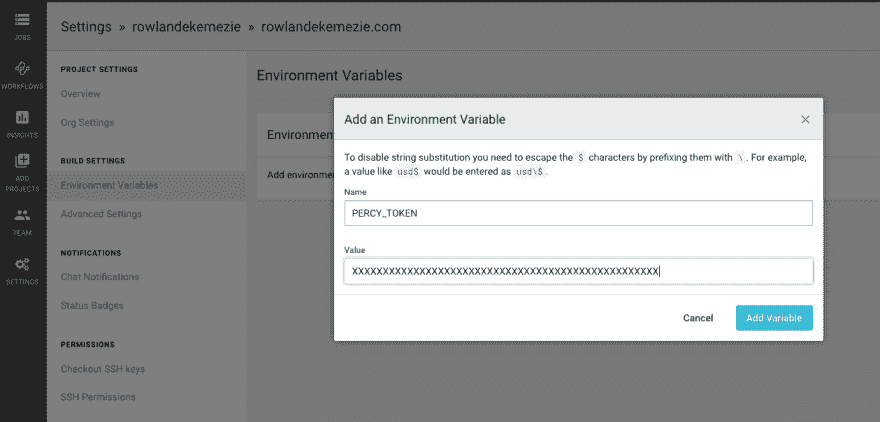 JOBS
WORKFLOWS
INSIGHTS
ADD
PROJECTS
TEAM
SETTINGS
Settings » rowlandekemezie » rowlandekemezie.com
PROJECT SETTINGS
Overview
Org Settings
BUILD SETTINGS
Environment Variables
Advanced Settings
NOTIFICATIONS
Chat Notifications
Status Badges
PERMISSIONS
Checkout SSH keys
SSH Permissions
Environment Variables
Environmen
Add environmen
Add an Environment Variable
To disable string substitution you need to escape the $ characters by prefixing them with \. For example,
a value like usd$ would be entered as usd\$.
Name
PERCY_TOKEN
Value
XXXXXXXXXXXXXXXXXXXXXXXXXXXXXXXXXXXXXXXXXXXXXXXXXX
Cancel
Add Variable